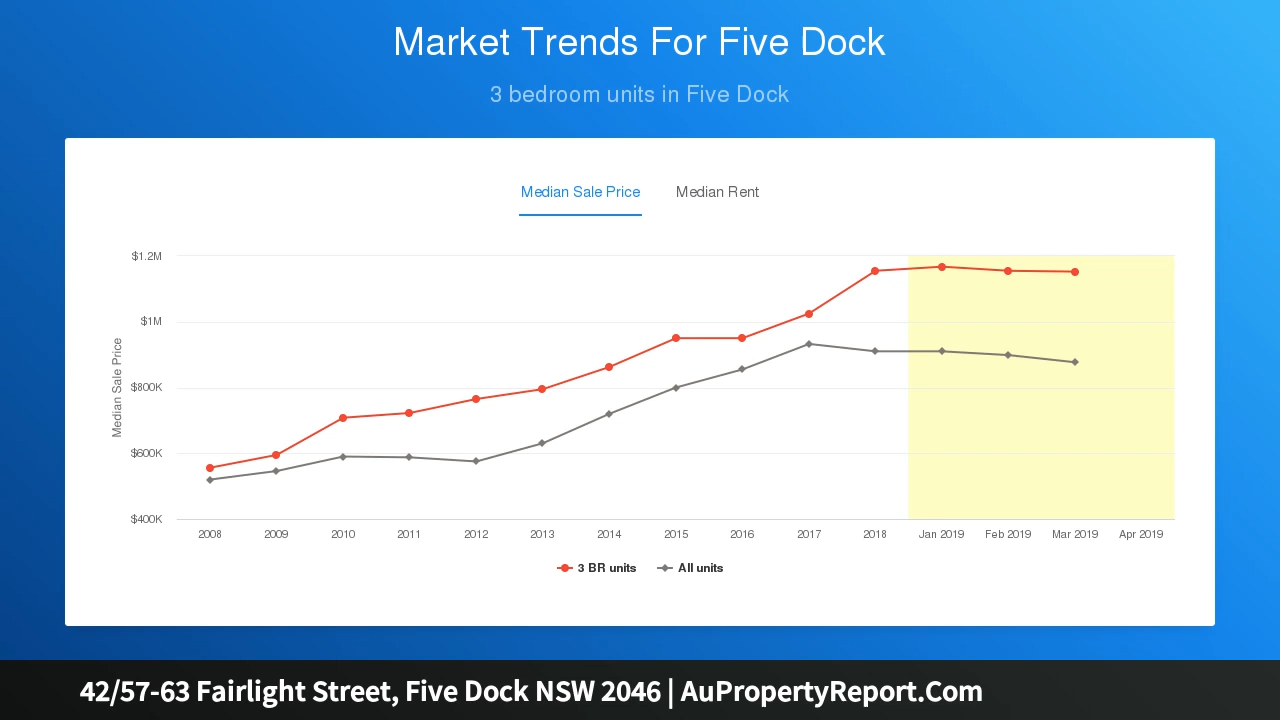 Market Trends For Five Dock
3 bedroom units in Five Dock
Median Sale Price
Median Rent
Median Sale Price
$1.2M
$1M
$800K
$600K
$400K
2008 2009 2010 2011 2012 2013 2014 2015 2016 2017 2018 Jan 2019 Feb 2019 Mar 2019 Apr 2019
3 BR units All units
42/57-63 Fairlight Street, Five Dock NSW 2046 | AuPropertyReport.Com